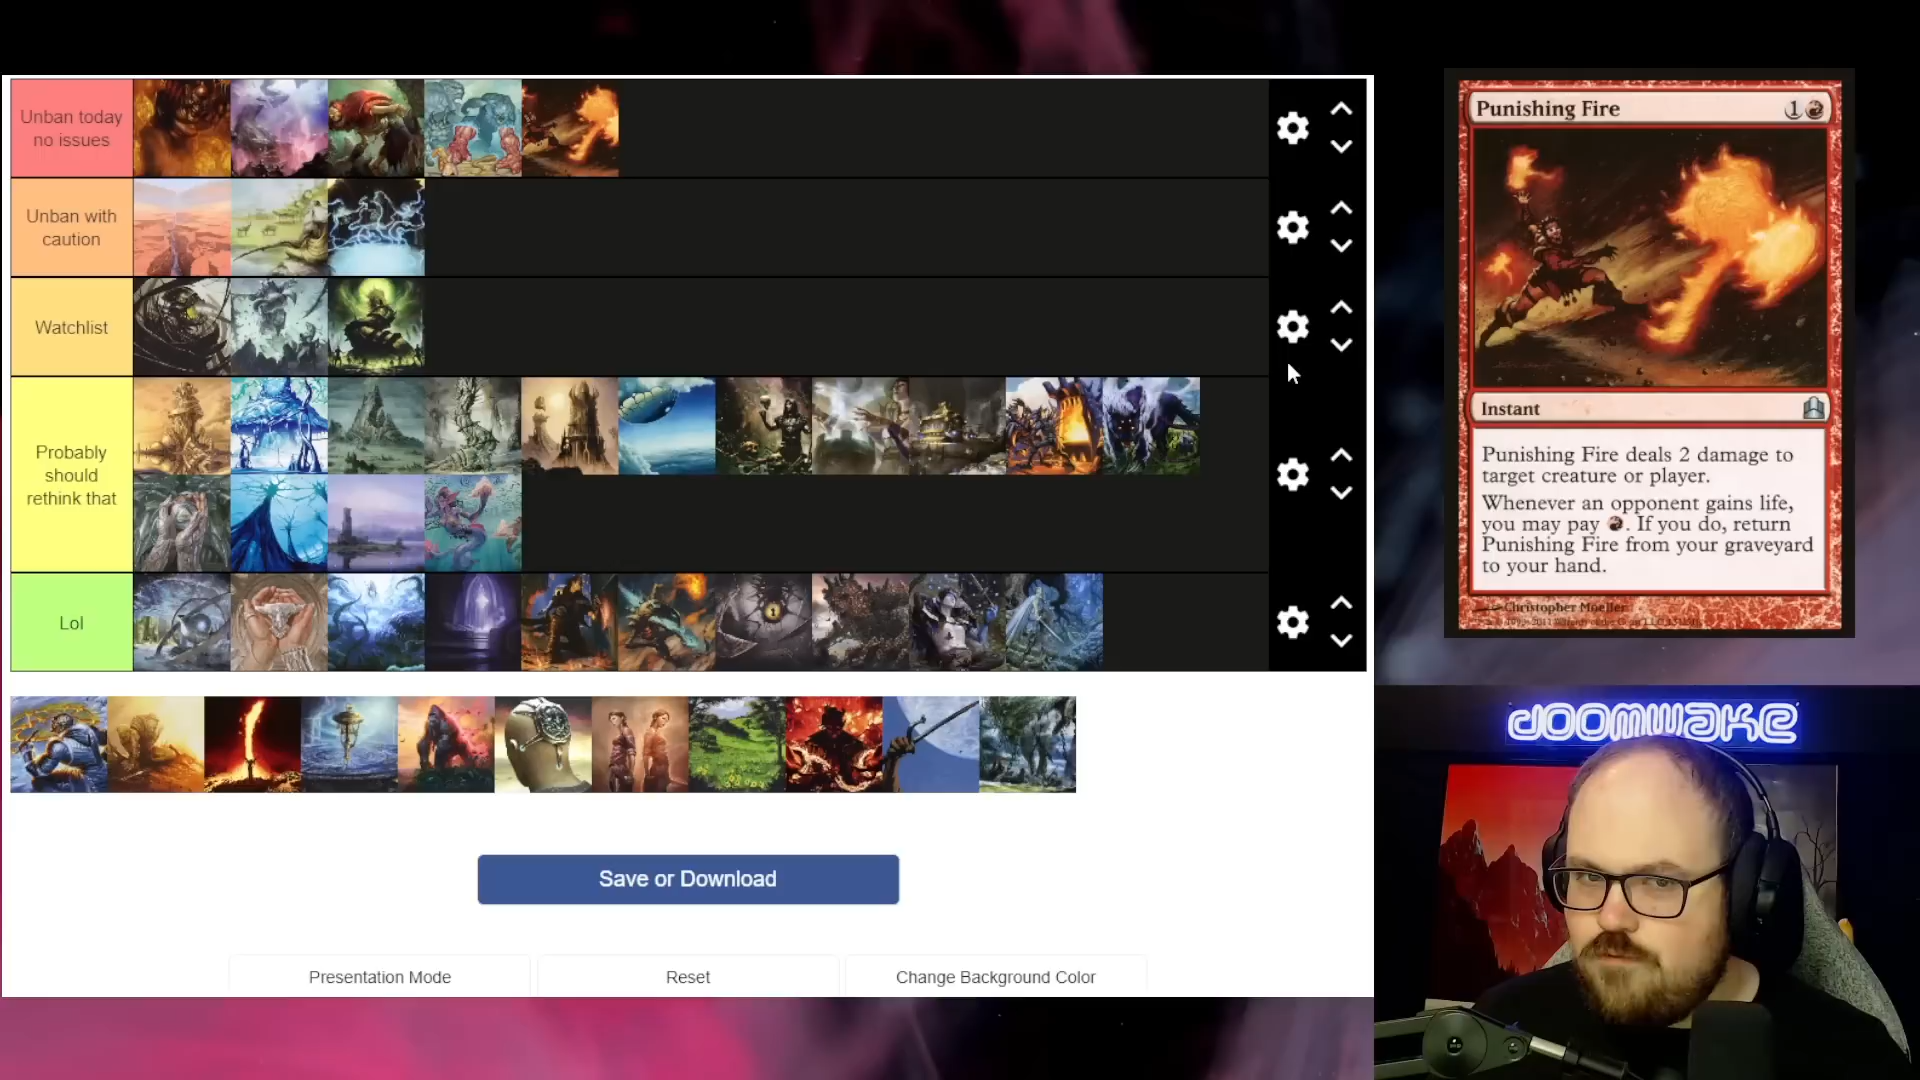 Unban today
no issues
Unban with
caution
Watchlist
Probably
should
rethink that
Lol
Save or Download
Presentation Mode
Reset
Change Background Color
Punishing Fire
1
Instant
Punishing Fire deals 2 damage to
target creature or player.
Whenever an opponent gains life,
you may pay . If you do, return
Punishing Fire from your graveyard
to your hand.
Christopher Moeller
doomwake